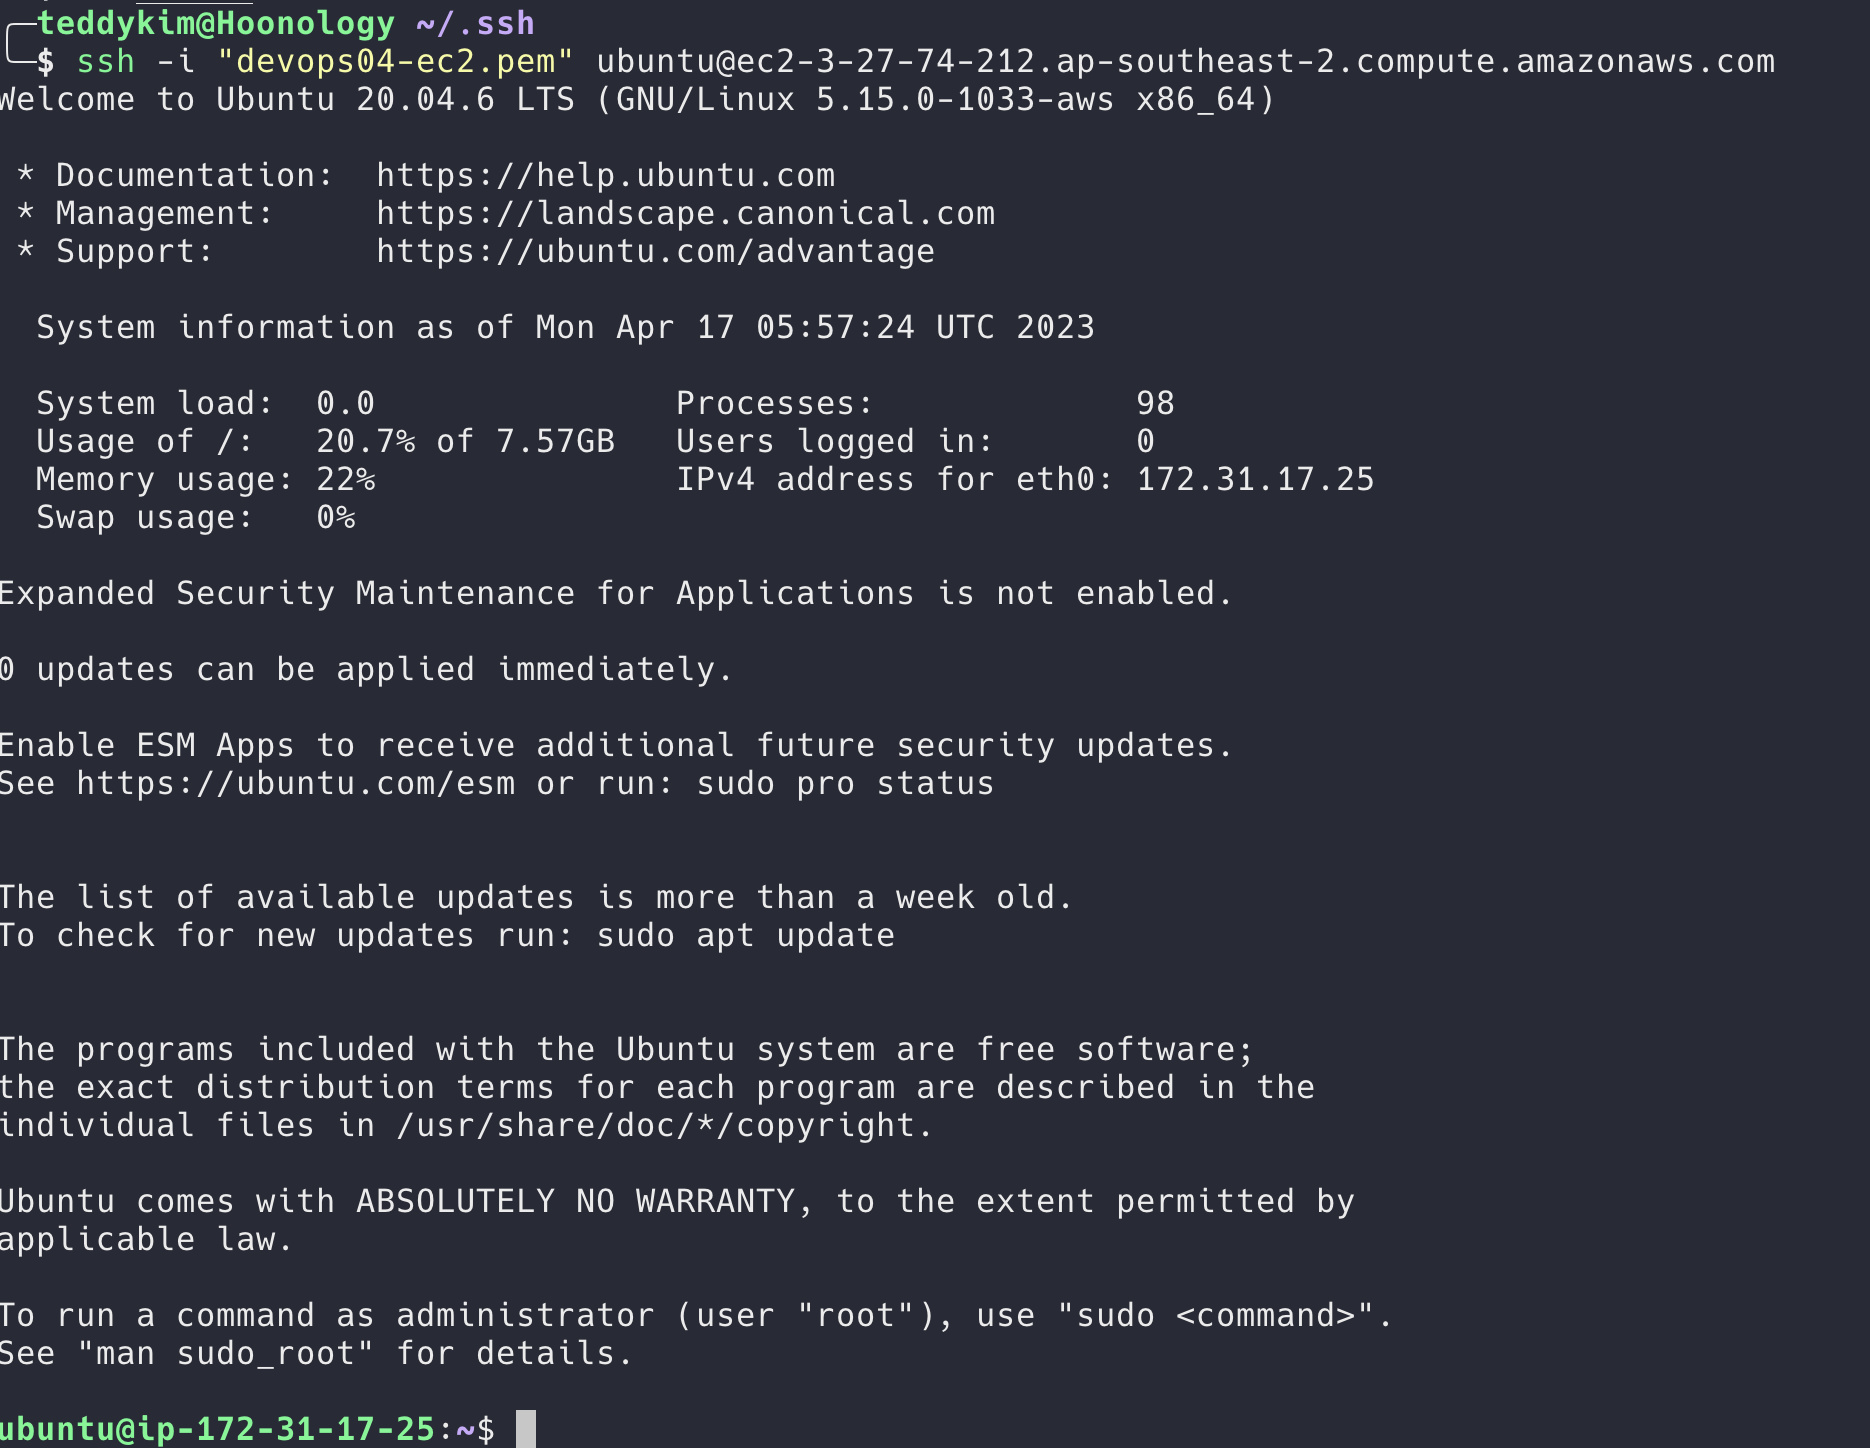 teddykim@Hoonology ~/.ssh
$ ssh -i "devops04-ec2.pem" ubuntu@ec2-3-27-74-212.ap-southeast-2.compute.amazonaws.com
Welcome to Ubuntu 20.04.6 LTS (GNU/Linux 5.15.0-1033-aws x86_64)

 * Documentation:  https://help.ubuntu.com
 * Management:     https://landscape.canonical.com
 * Support:        https://ubuntu.com/advantage

  System information as of Mon Apr 17 05:57:24 UTC 2023

  System load:  0.0               Processes:             98
  Usage of /:   20.7% of 7.57GB   Users logged in:       0
  Memory usage: 22%               IPv4 address for eth0: 172.31.17.25
  Swap usage:   0%

Expanded Security Maintenance for Applications is not enabled.

0 updates can be applied immediately.

Enable ESM Apps to receive additional future security updates.
See https://ubuntu.com/esm or run: sudo pro status

The list of available updates is more than a week old.
To check for new updates run: sudo apt update

The programs included with the Ubuntu system are free software;
the exact distribution terms for each program are described in the
individual files in /usr/share/doc/*/copyright.

Ubuntu comes with ABSOLUTELY NO WARRANTY, to the extent permitted by
applicable law.

To run a command as administrator (user "root"), use "sudo <command>".
See "man sudo_root" for details.

ubuntu@ip-172-31-17-25:~$